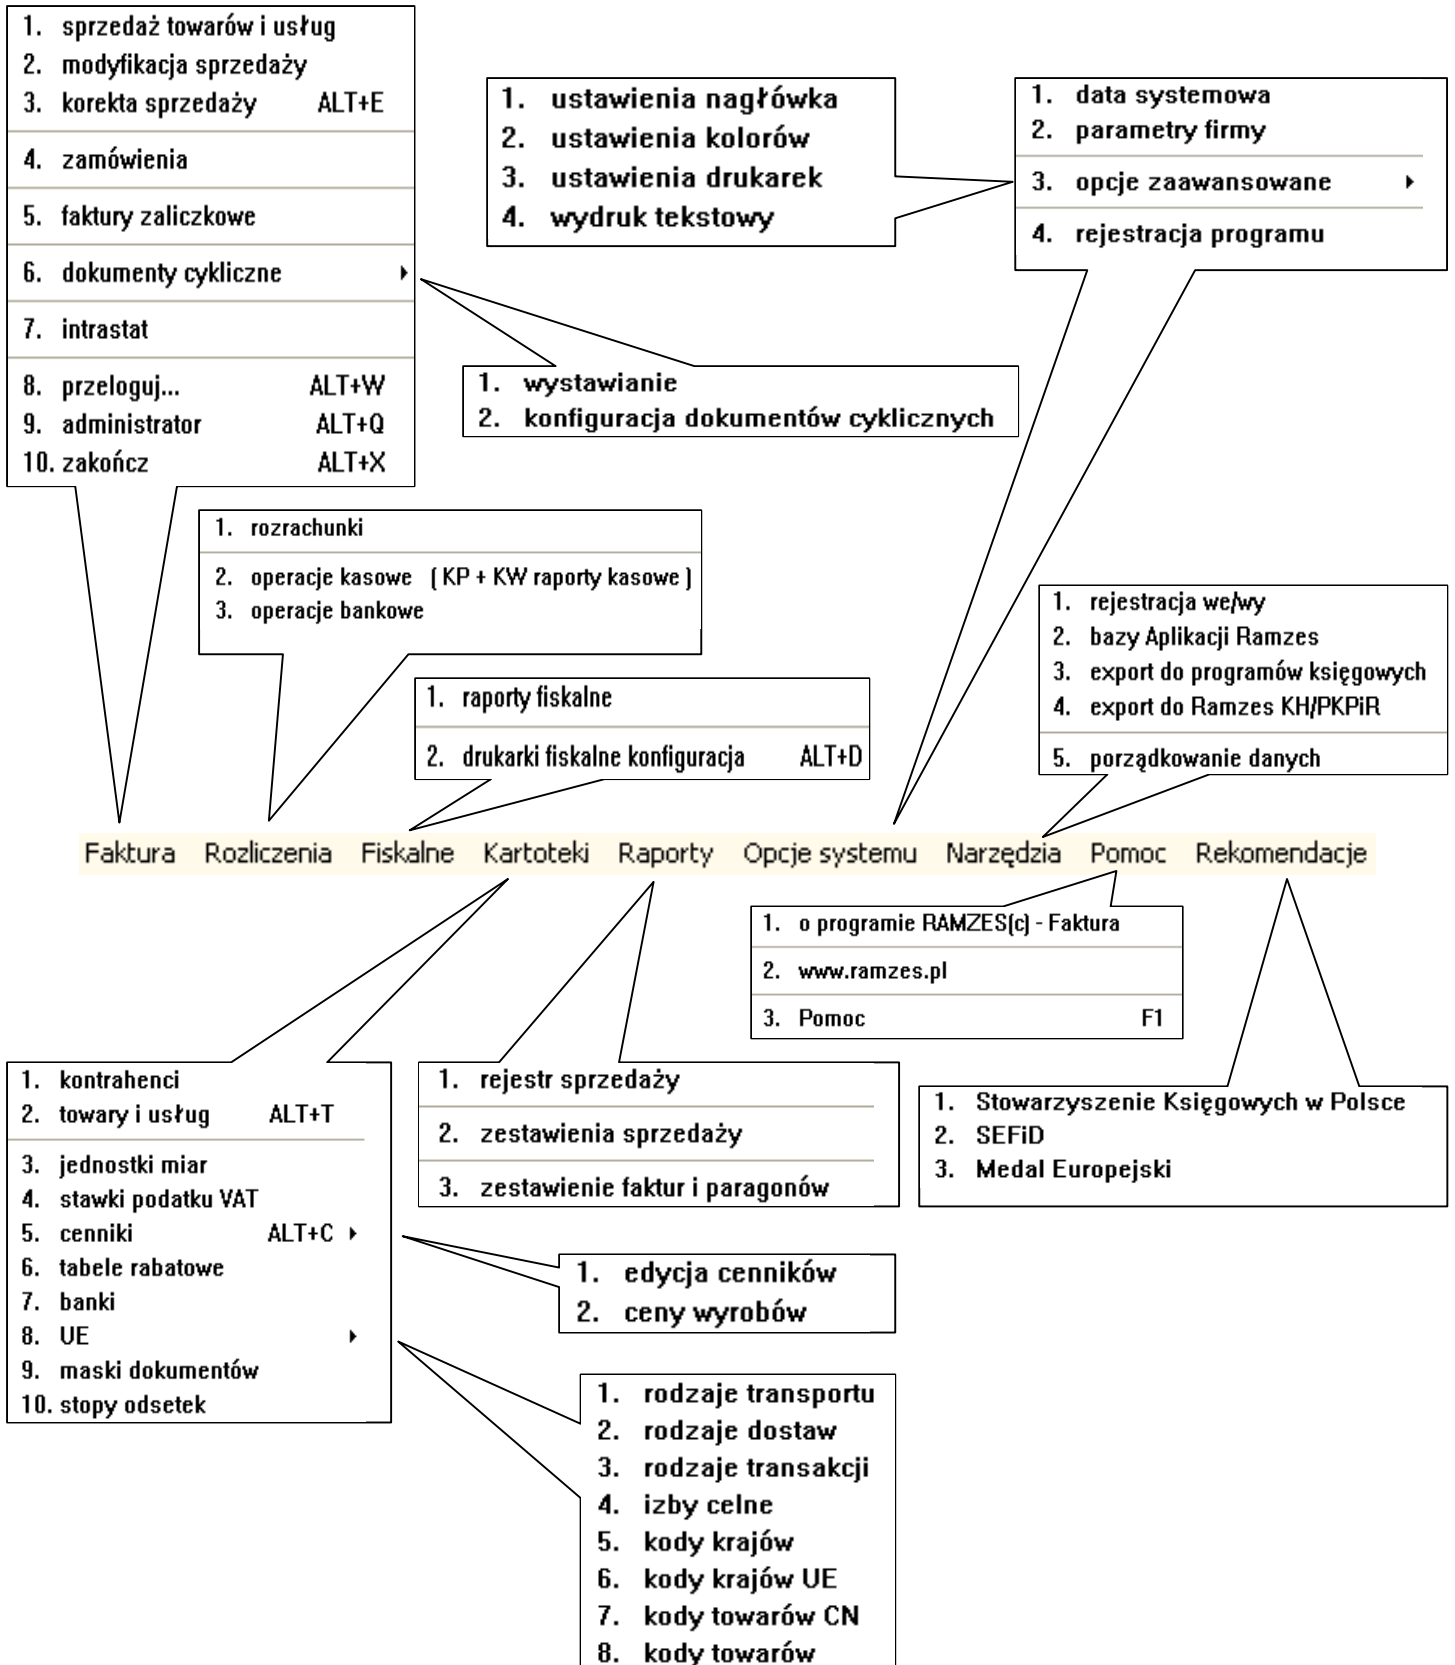 1. sprzedaż towarów i usług
2. modyfikacja sprzedaży
3. korekta sprzedaży ALT+E
4. zamówienia
5. faktury zaliczkowe
6. dokumenty cykliczne
7. intrastat
8. przeloguj... ALT+W
9. administrator ALT+Q
10. zakończ ALT+X
1. ustawienia nagłówka
2. ustawienia kolorów
3. ustawienia drukarek
4. wydruk tekstowy
1. data systemowa
2. parametry firmy
3. opcje zaawansowane
4. rejestracja programu
1. wystawianie
2. konfiguracja dokumentów cyklicznych
1. rozrachunki
2. operacje kasowe ( KP + KW raporty kasowe )
3. operacje bankowe
1. raporty fiskalne
2. drukarki fiskalne konfiguracja ALT+D
1. rejestracja we/wy
2. bazy Aplikacji Ramzes
3. export do programów księgowych
4. export do Ramzes KH/PKPiR
5. porządkowanie danych
Faktura Rozliczenia Fiskalne Kartoteki Raporty Opcje systemu Narzędzia Pomoc Rekomendacje
1. o programie RAMZES(c) - Faktura
2. www.ramzes.pl
3. Pomoc F1
1. kontrahenci
2. towary i usług ALT+T
3. jednostki miar
4. stawki podatku VAT
5. cenniki ALT+C
6. tabele rabatowe
7. banki
8. UE
9. maski dokumentów
10. stopy odsetek
1. rejestr sprzedaży
2. zestawienia sprzedaży
3. zestawienie faktur i paragonów
1. Stowarzyszenie Księgowych w Polsce
2. SEFiD
3. Medal Europejski
1. edycja cenników
2. ceny wyrobów
1. rodzaje transportu
2. rodzaje dostaw
3. rodzaje transakcji
4. izby celne
5. kody krajów
6. kody krajów UE
7. kody towarów CN
8. kody towarów